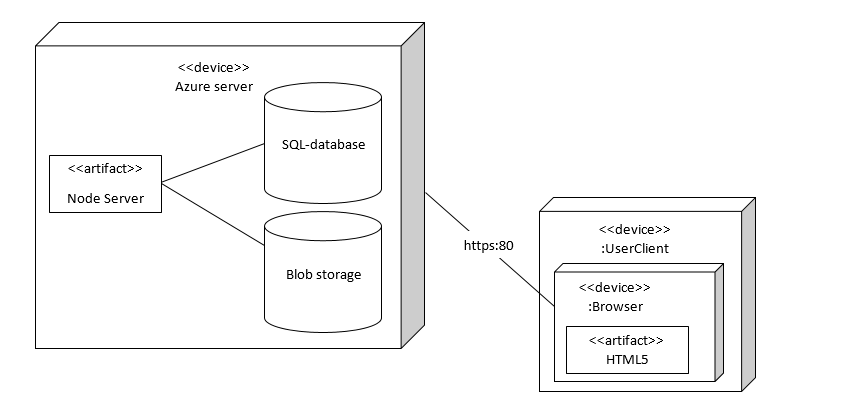 <<device>>
Azure server
SQL-database
<<artifact>>
Node Server
Blob storage
https:80
<<device>>
:UserClient
<<device>>
:Browser
<<artifact>>
HTML5